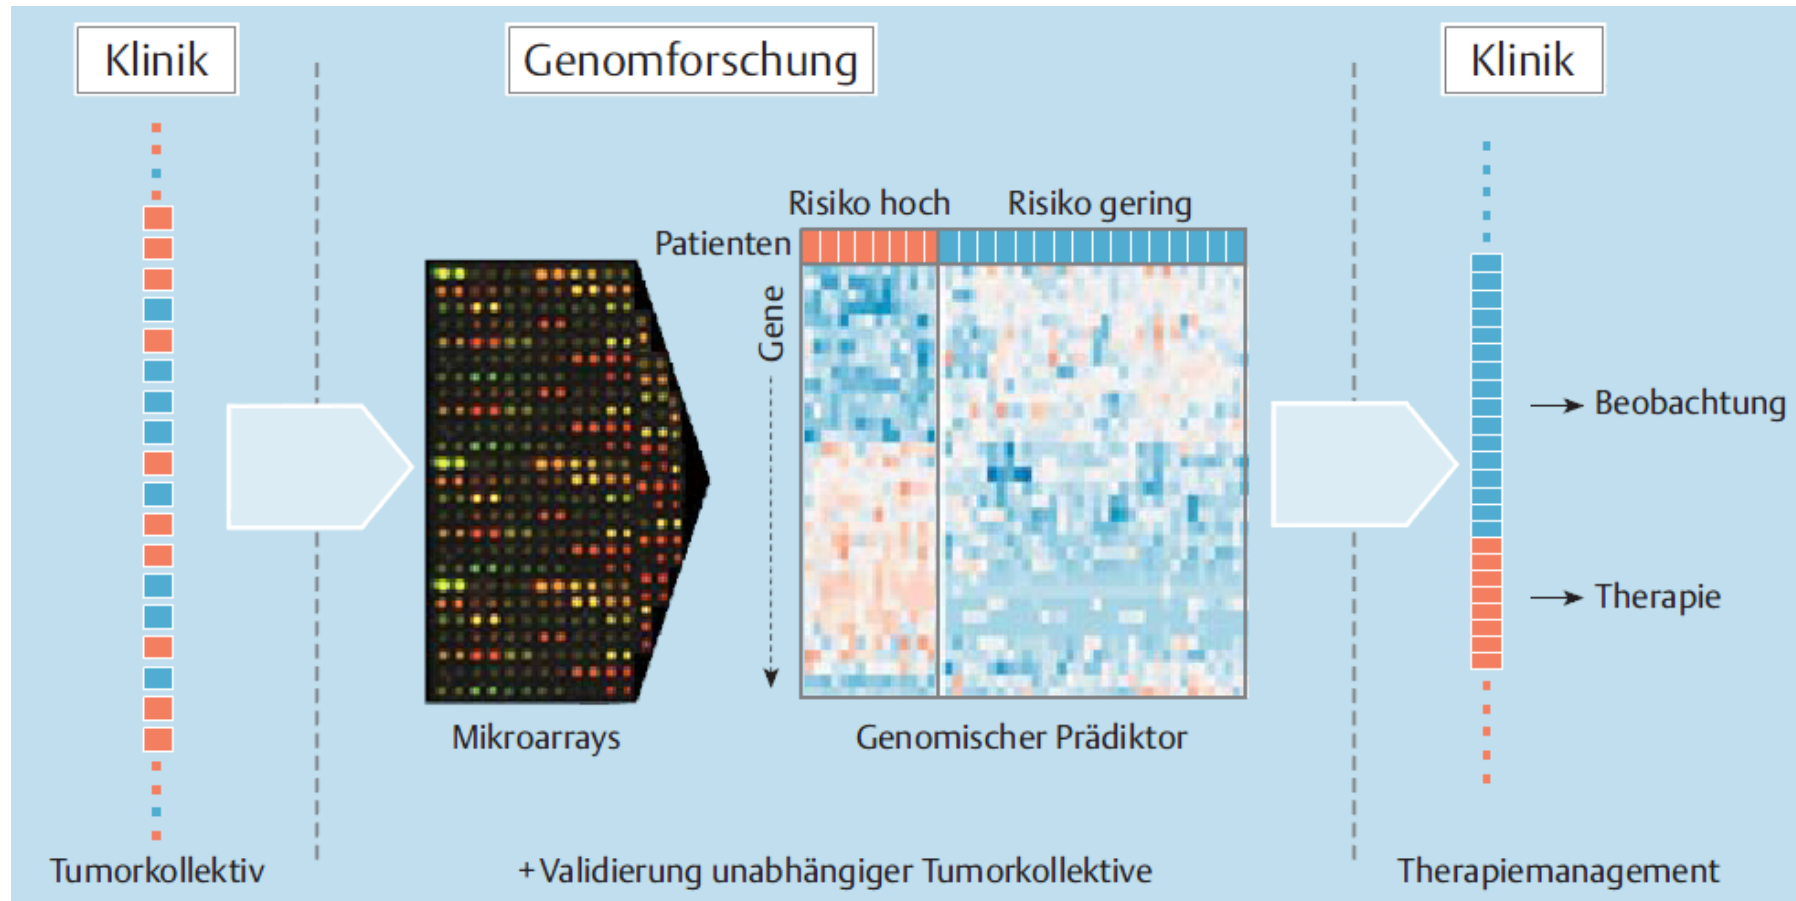 Klinik
Genomforschung
Klinik
Risiko hoch
Risiko gering
Patienten
Gene
Beobachtung
Therapie
Mikroarrays
Genomischer Prädiktor
Tumorkollektiv
+Validierung unabhängiger Tumorkollektive
Therapiemanagement